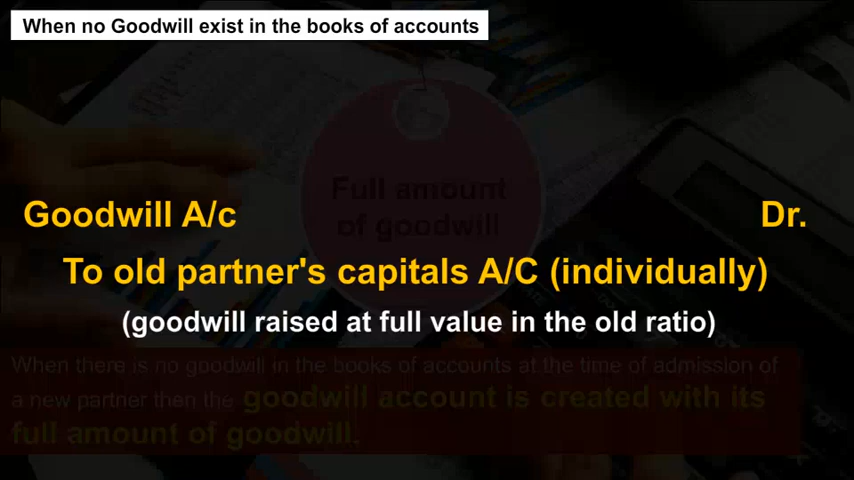 When no Goodwill exist in the books of accounts
Full amount
of goodwill
Goodwill A/c Dr.
To old partner's capitals A/C (individually)
(goodwill raised at full value in the old ratio)
When there is no goodwill in the books of accounts at the time of admission of
a new partner then the goodwill account is created with its
full amount of goodwill.